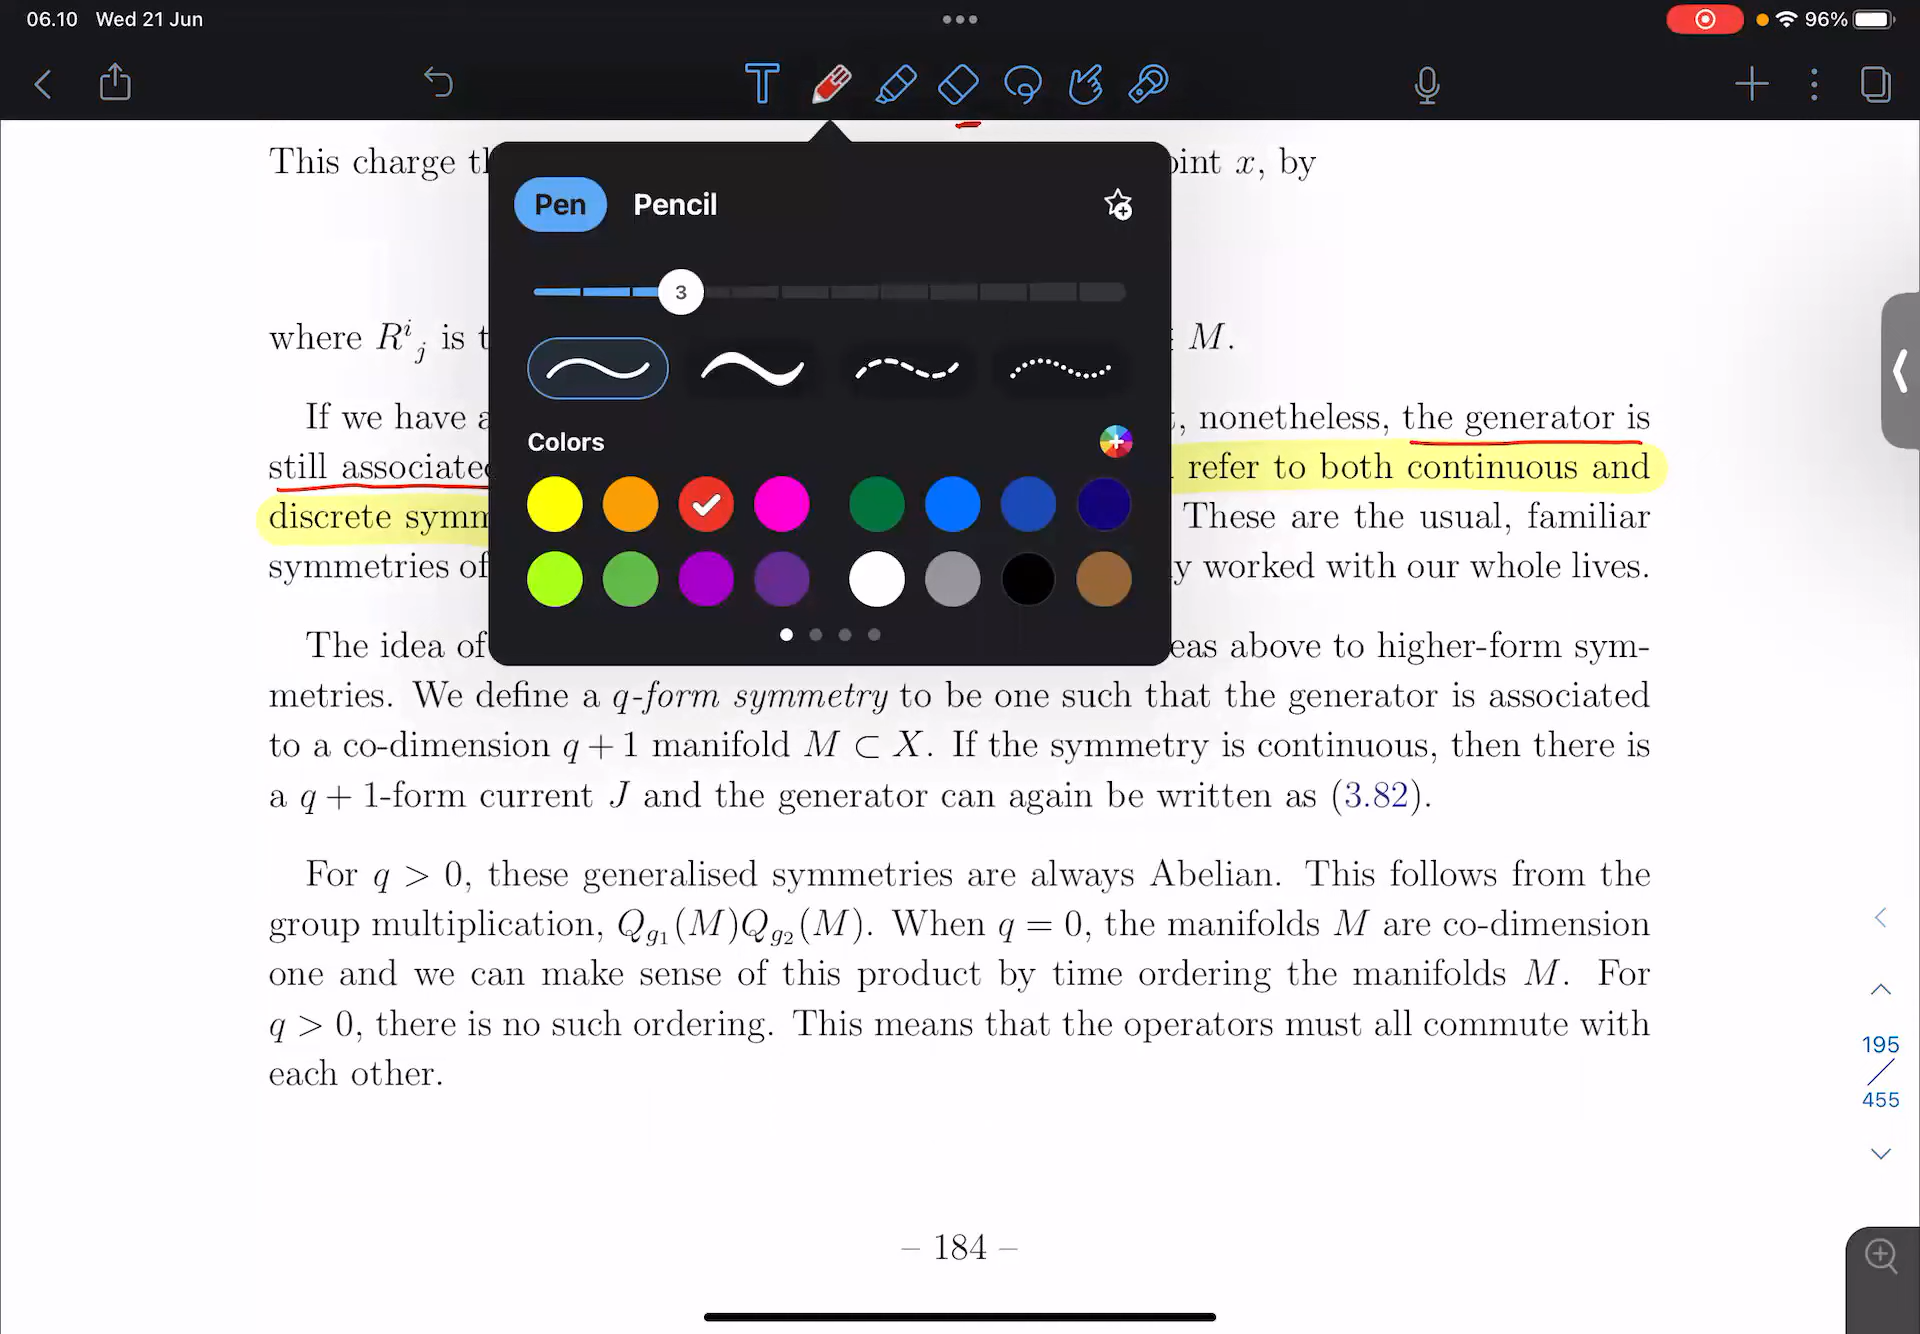 06.10 Wed 21 Jun
96%
This charge
oint x, by
Pen Pencil
3
where R^i_j is
M.
If we have
, nonetheless, the generator is
still associate
Colors
refer to both continuous and
discrete symm
These are the usual, familiar
symmetries of
y worked with our whole lives.
The idea of
eas above to higher-form sym-
metries. We define a q-form symmetry to be one such that the generator is associated
to a co-dimension q + 1 manifold M ⊂ X. If the symmetry is continuous, then there is
a q + 1-form current J and the generator can again be written as (3.82).
For q > 0, these generalised symmetries are always Abelian. This follows from the
group multiplication, Q_{g_1}(M)Q_{g_2}(M). When q = 0, the manifolds M are co-dimension
one and we can make sense of this product by time ordering the manifolds M. For
q > 0, there is no such ordering. This means that the operators must all commute with
each other.
195
/
455
– 184 –